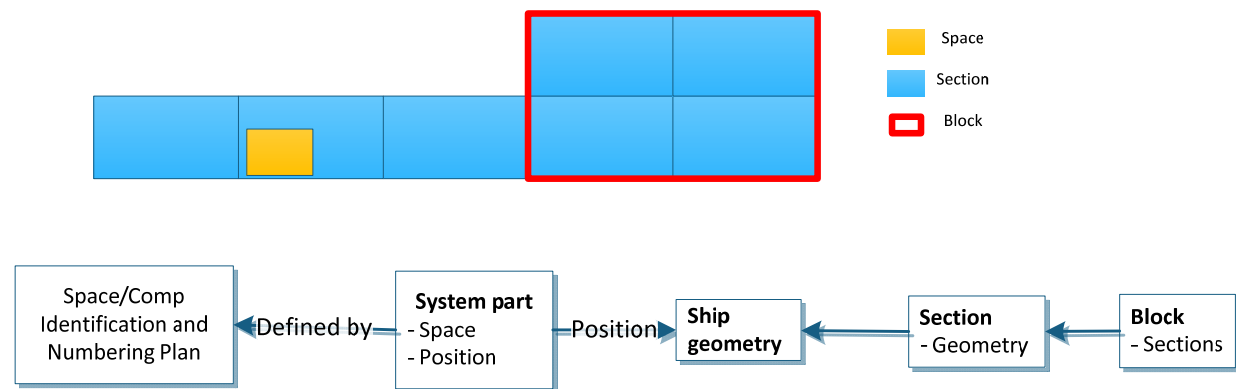 Space
Section
Block
Space/Comp
Identification and
Numbering Plan
Defined by
System part
- Space
- Position
Position
Ship
geometry
Section
- Geometry
Block
- Sections